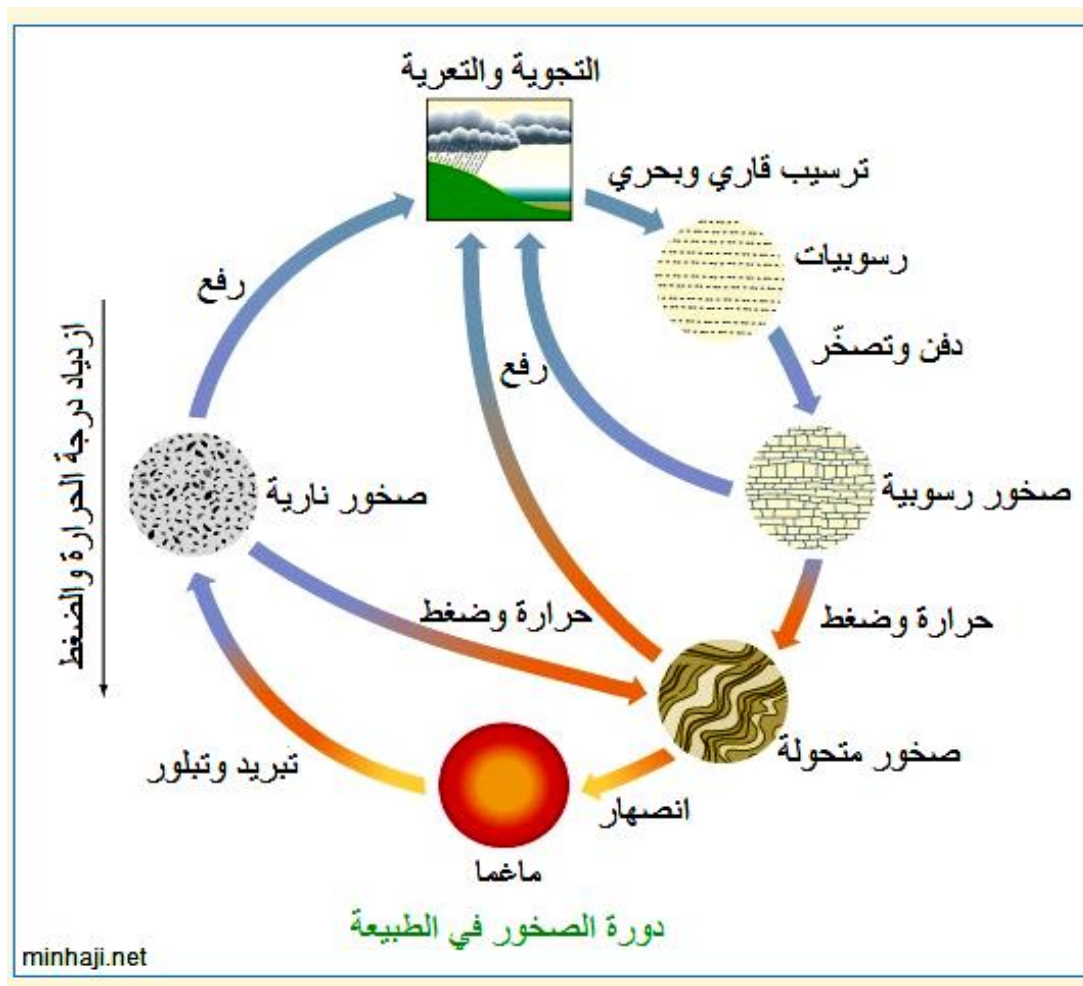 التجوية والتعرية
ترسيب قاري وبحري
رسوبيات
رفع
دفن وتصخّر
رفع
ازدياد درجة الحرارة والضغط
صخور رسوبية
صخور نارية
حرارة وضغط
حرارة وضغط
صخور متحولة
تبريد وتبلور
انصهار
ماغما
دورة الصخور في الطبيعة
minhaji.net